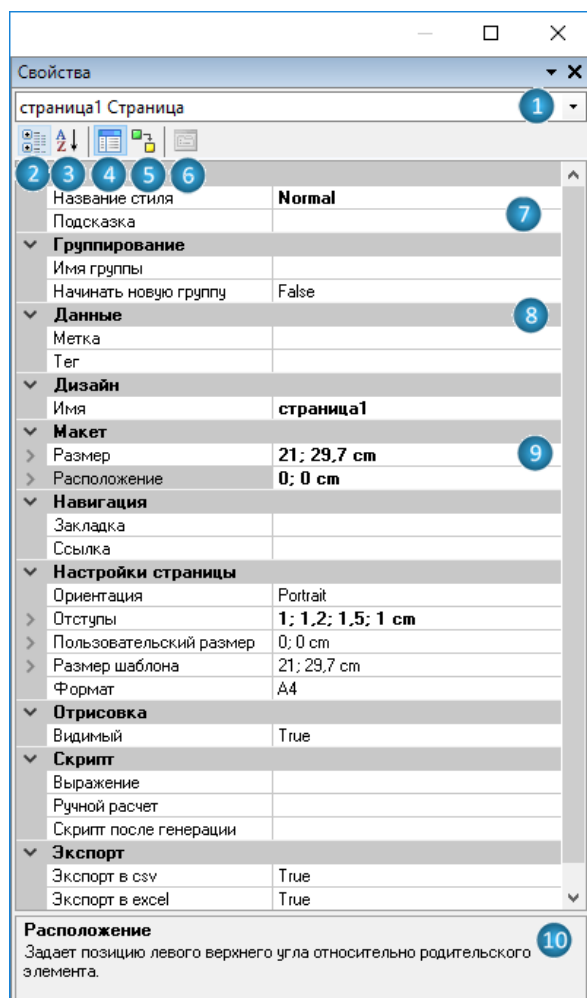 Свойства
страница1 Страница 1
A Z
2 3 4 5 6
Название стиля Normal 7
Подсказка
Группирование
Имя группы
Начинать новую группу False
Данные 8
Метка
Тег
Дизайн
Имя страница1
Макет
Размер 21; 29,7 cm 9
Расположение 0; 0 cm
Навигация
Закладка
Ссылка
Настройки страницы
Ориентация Portrait
Отступы 1; 1,2; 1,5; 1 cm
Пользовательский размер 0; 0 cm
Размер шаблона 21; 29,7 cm
Формат A4
Отрисовка
Видимый True
Скрипт
Выражение
Ручной расчет
Скрипт после генерации
Экспорт
Экспорт в csv True
Экспорт в excel True
Расположение 10
Задает позицию левого верхнего угла относительно родительского
элемента.